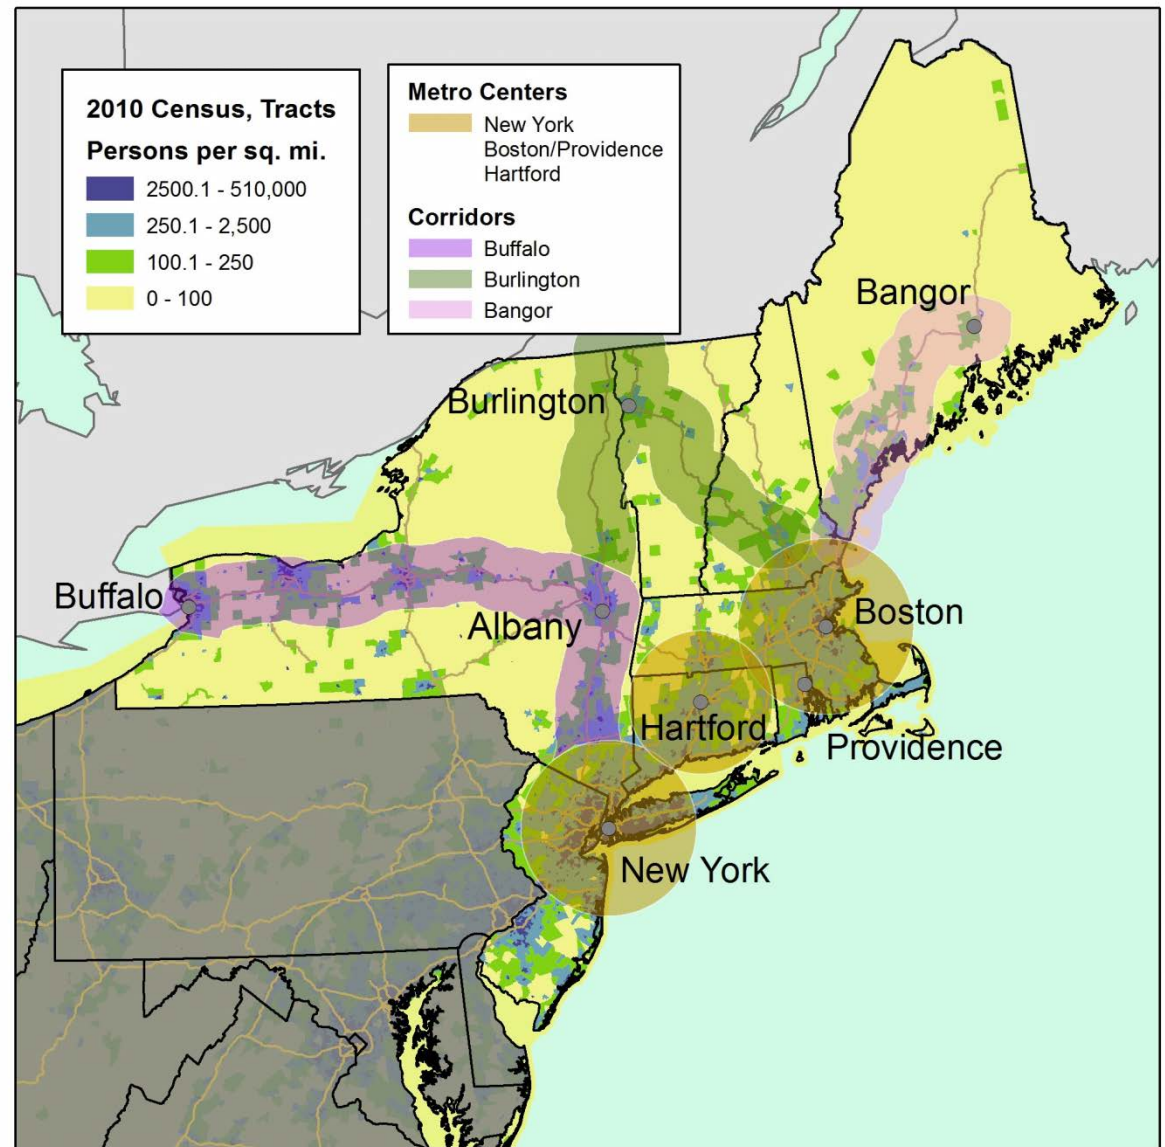 2010 Census, Tracts
Persons per sq. mi.
2500.1 - 510,000
250.1 - 2,500
100.1 - 250
0 - 100
Metro Centers
New York
Boston/Providence
Hartford
Corridors
Buffalo
Burlington
Bangor
Bangor
Burlington
Buffalo
Albany
Boston
Hartford
Providence
New York